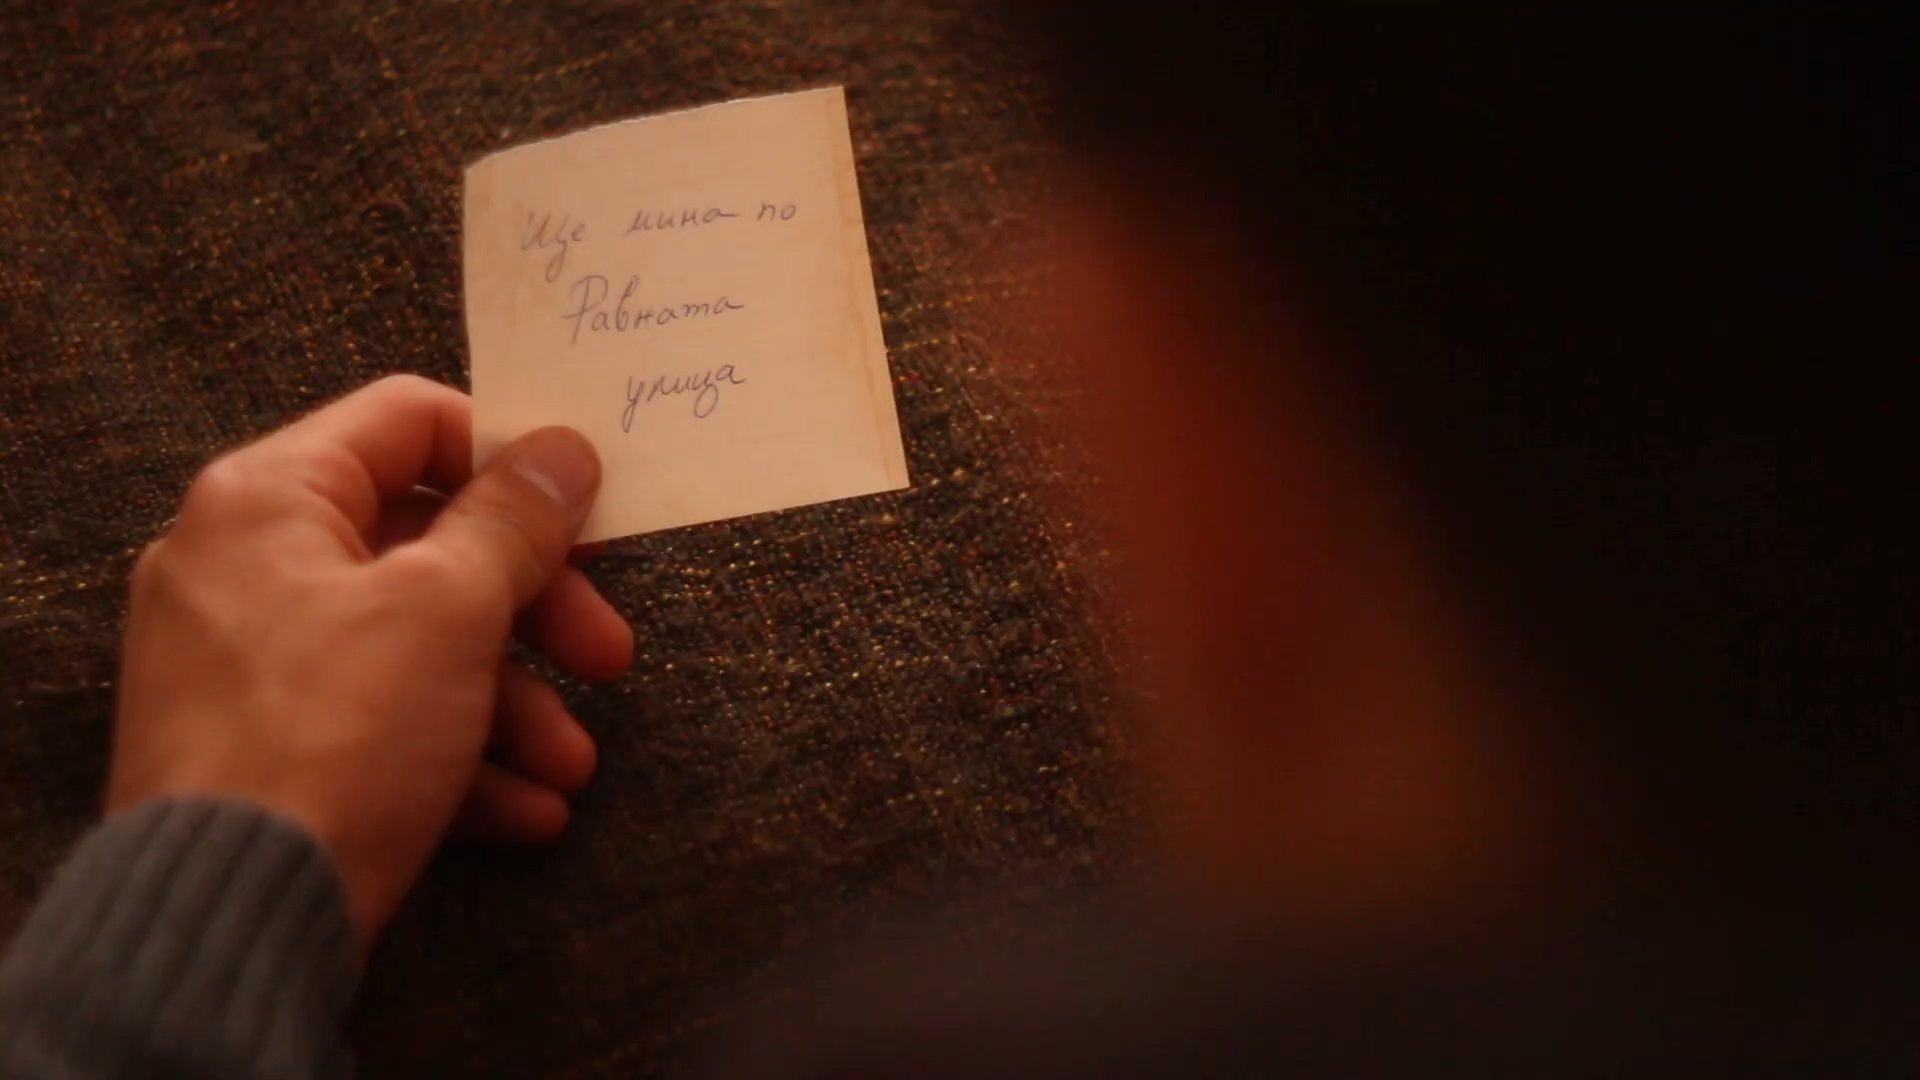 Ще мина по
Равната
улица